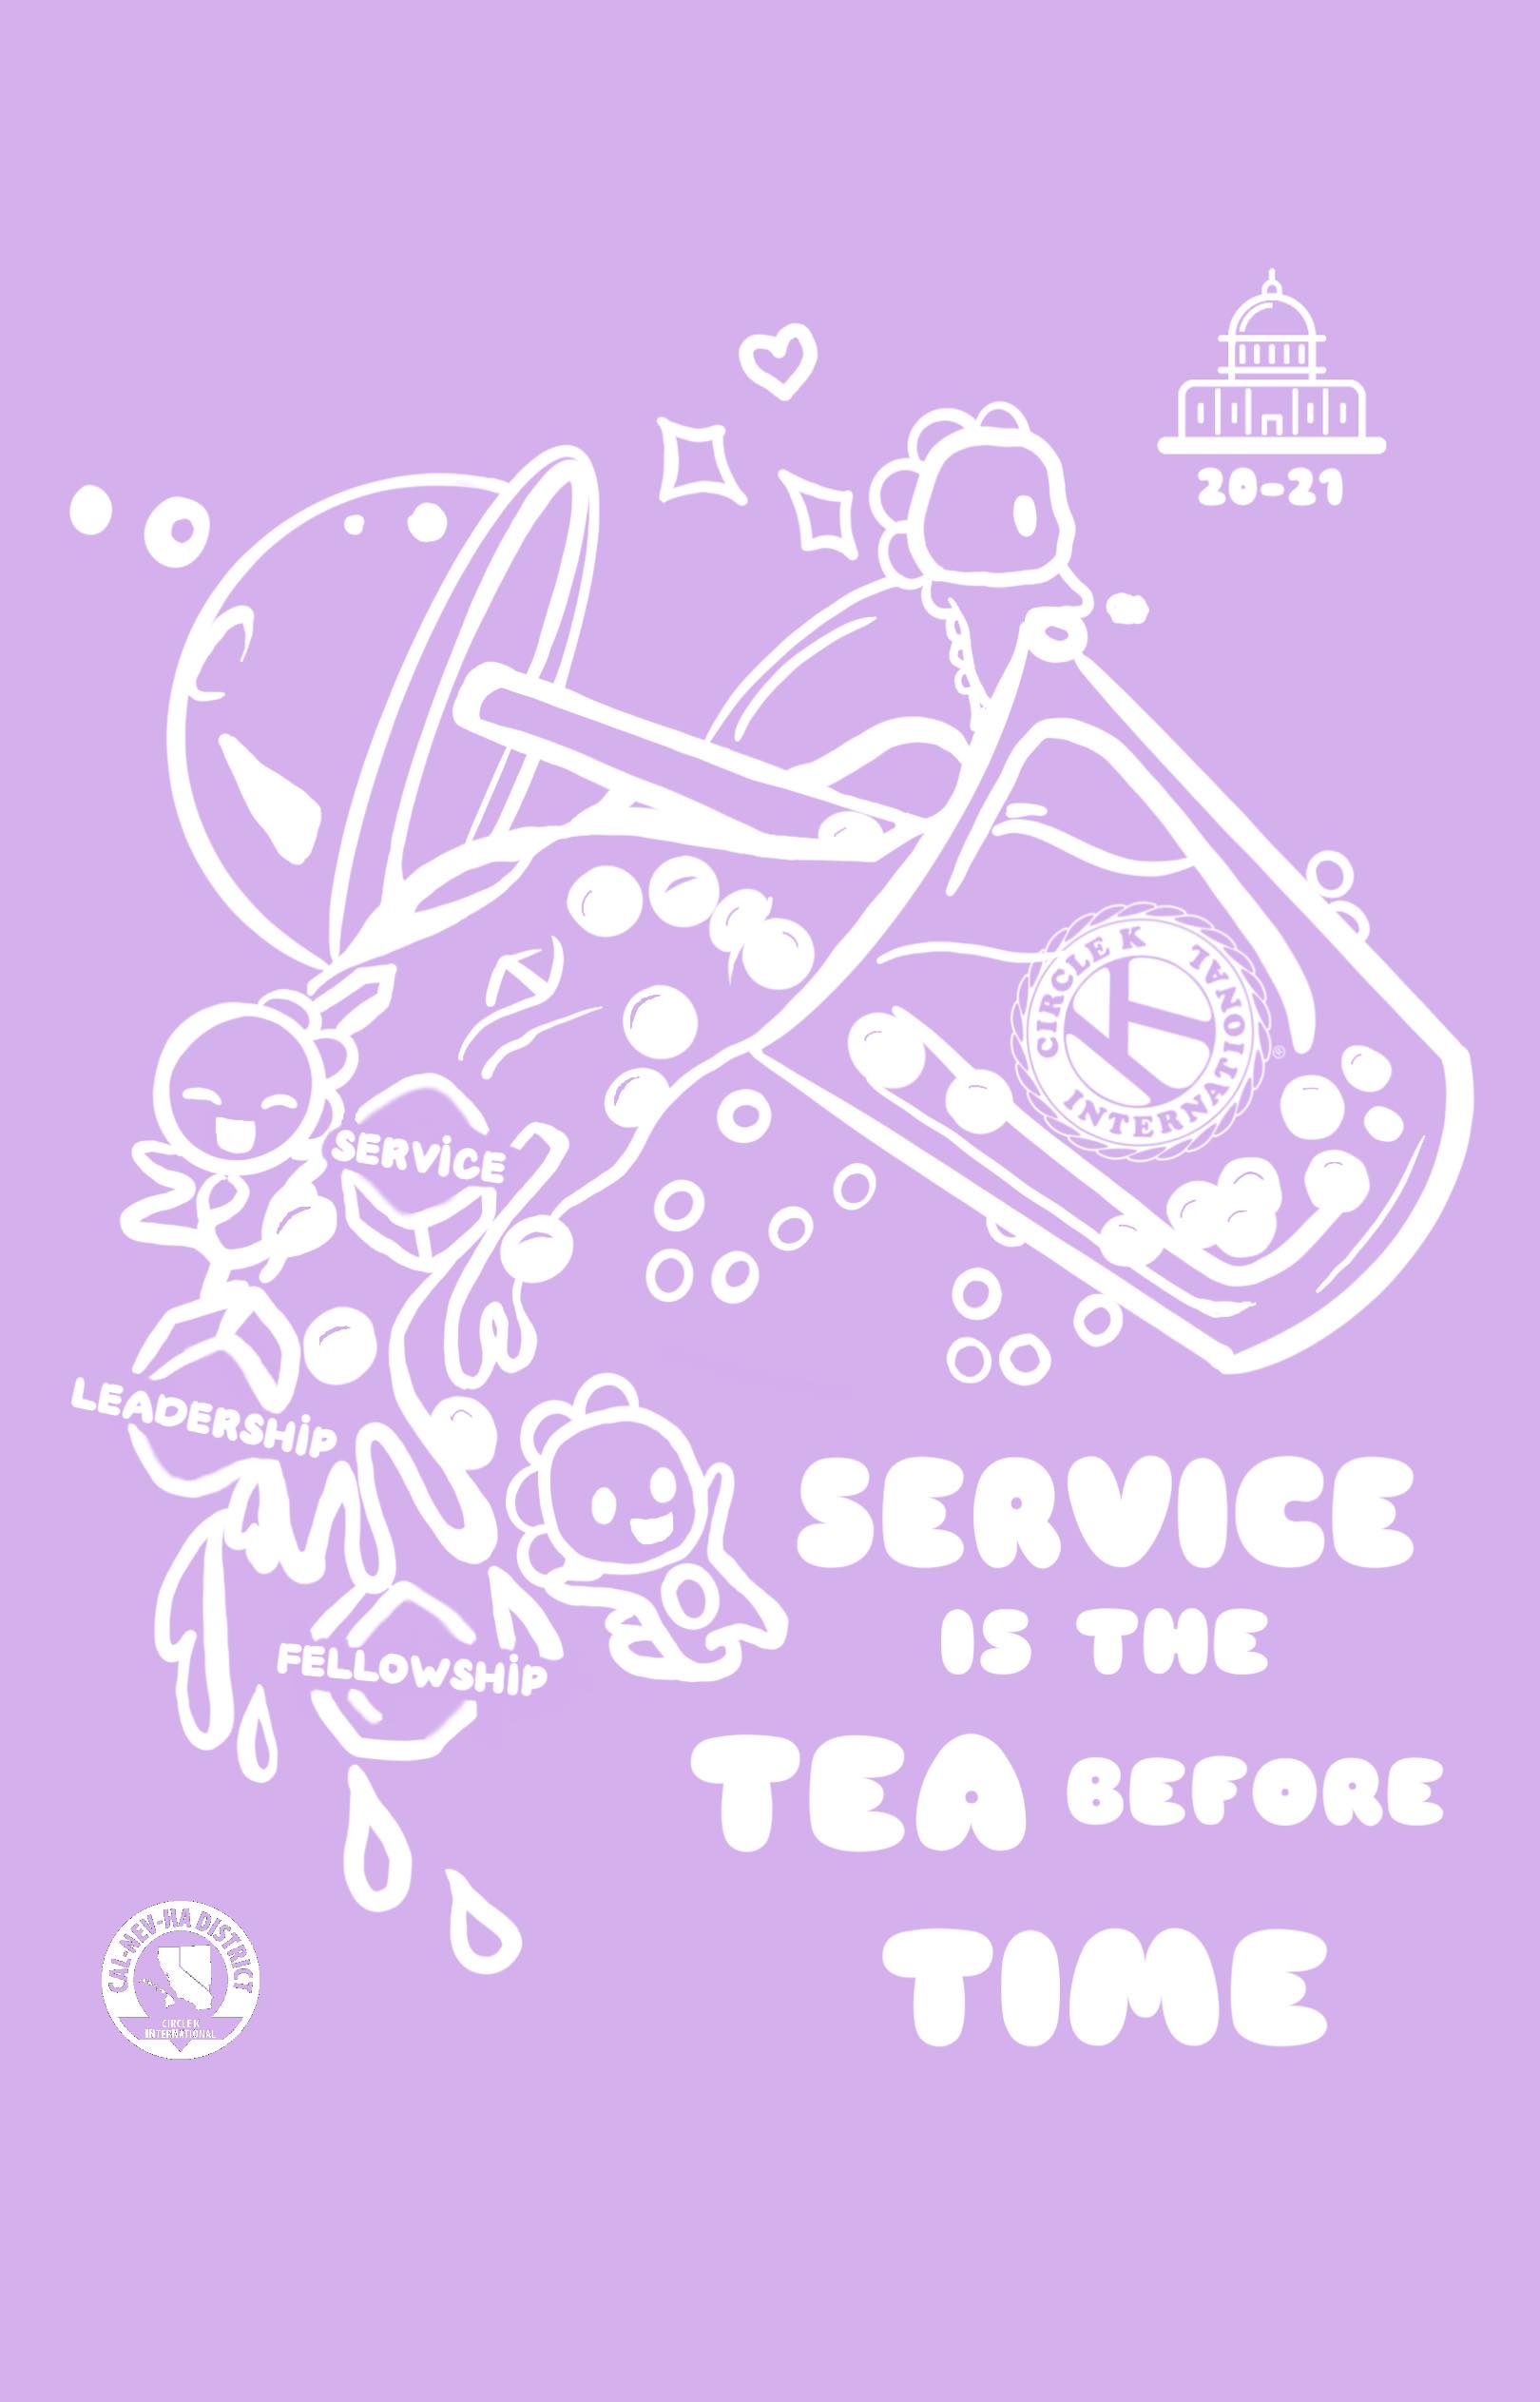 20-21
CIRCLE K
INTERNATIONAL
®
SERViCE
LEADERSHiP
FELLOWSHiP
SERVICE
IS THE
TEA BEFORE
TIME
CAL-NEV-HA DISTRICT
CIRCLE K
INTERNATIONAL